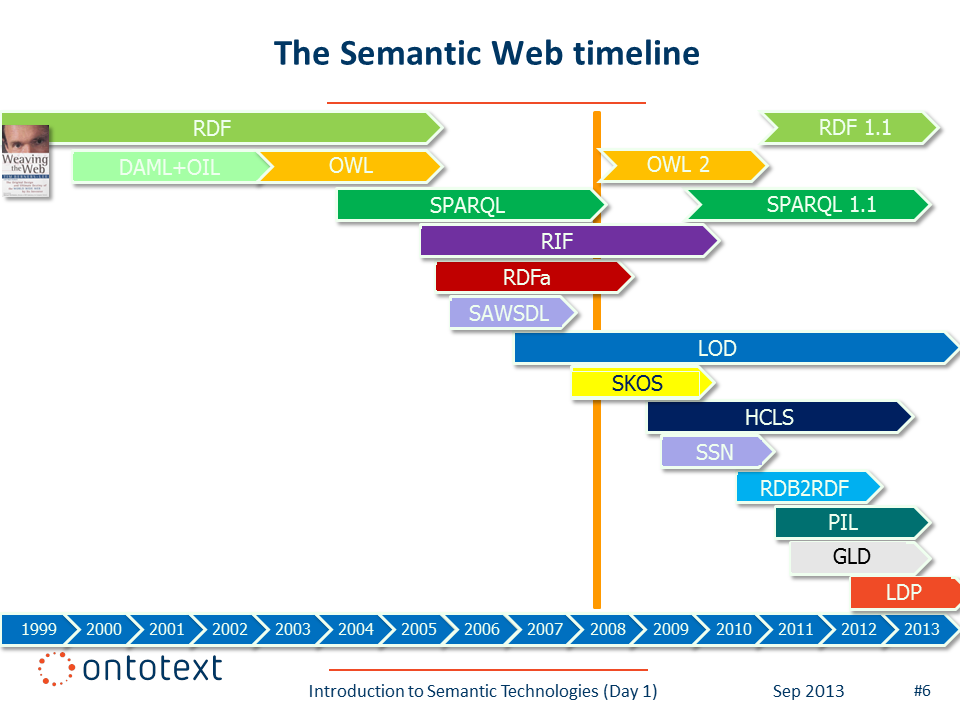 The Semantic Web timeline
RDF
RDF 1.1
Weaving
the Web
DAML+OIL
OWL
OWL 2
SPARQL
SPARQL 1.1
RIF
RDFa
SAWSDL
LOD
SKOS
HCLS
SSN
RDB2RDF
PIL
GLD
LDP
1999 2000 2001 2002 2003 2004 2005 2006 2007 2008 2009 2010 2011 2012 2013
ontotext
Introduction to Semantic Technologies (Day 1) Sep 2013 #6